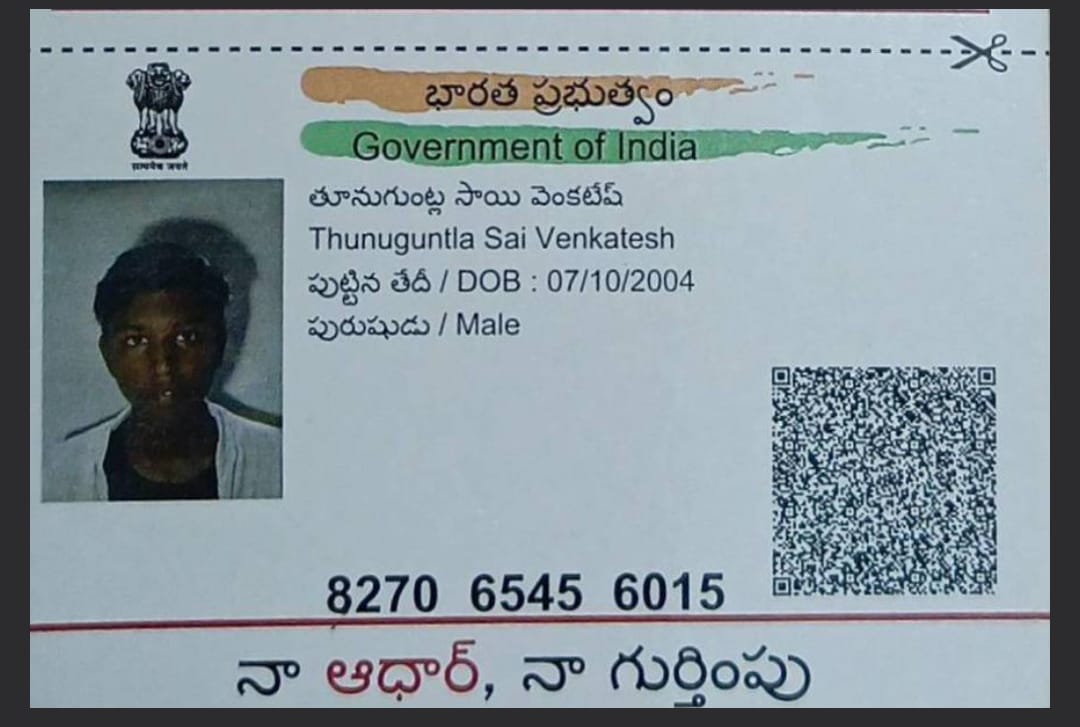 భారత ప్రభుత్వం
Government of India
सत्यमेव जयते
తూనుగుంట్ల సాయి వెంకటేష్
Thunuguntla Sai Venkatesh
పుట్టిన తేదీ / DOB : 07/10/2004
పురుషుడు / Male
8270 6545 6015
నా ఆధార్, నా గుర్తింపు